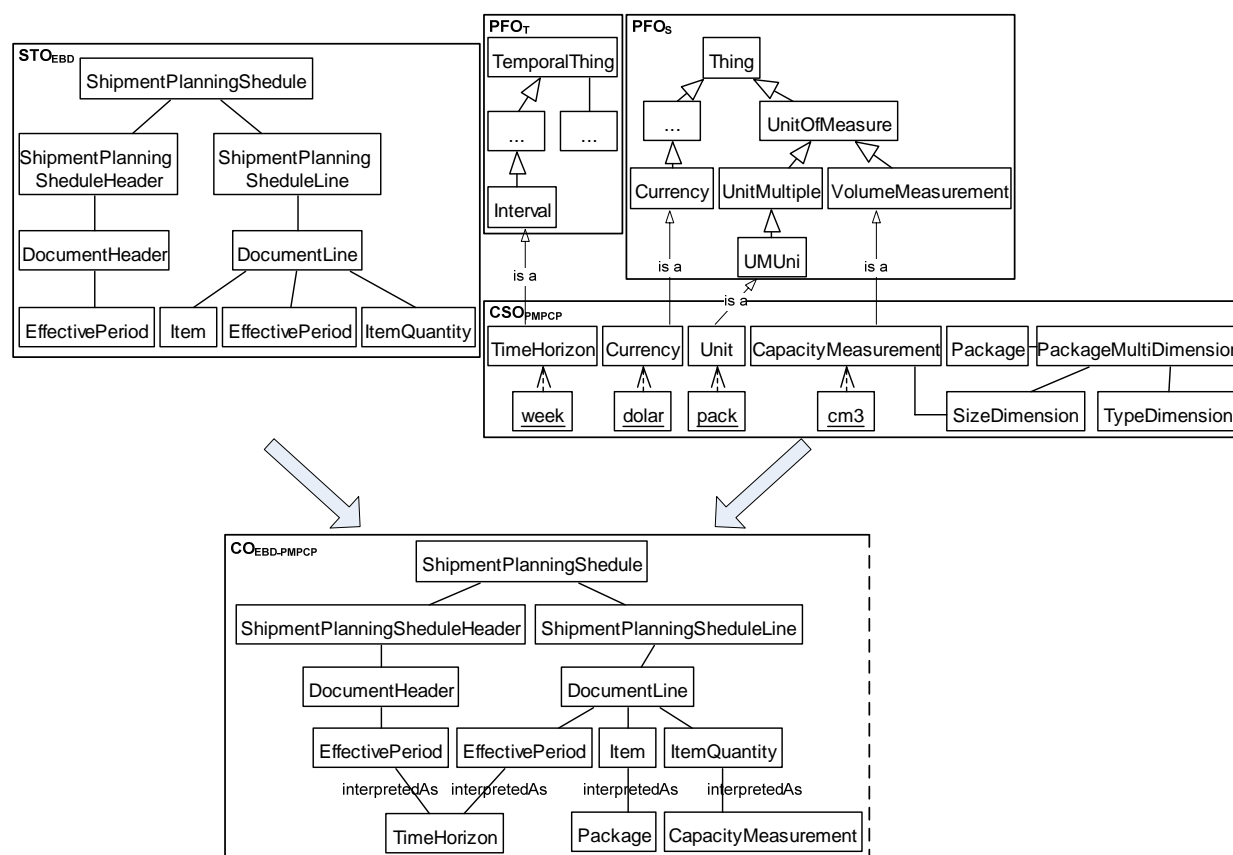 STOEBD
ShipmentPlanningShedule
ShipmentPlanning
SheduleHeader
ShipmentPlanning
SheduleLine
DocumentHeader
DocumentLine
EffectivePeriod
Item
EffectivePeriod
ItemQuantity
PFOT
TemporalThing
...
...
Interval
PFOS
Thing
...
UnitOfMeasure
Currency
UnitMultiple
VolumeMeasurement
UMUni
is a
is a
is a
is a
CSOPMPCP
TimeHorizon
Currency
Unit
CapacityMeasurement
Package
PackageMultiDimension
week
dolar
pack
cm3
SizeDimension
TypeDimension
COEBD-PMPCP
ShipmentPlanningShedule
ShipmentPlanningSheduleHeader
ShipmentPlanningSheduleLine
DocumentHeader
DocumentLine
EffectivePeriod
EffectivePeriod
Item
ItemQuantity
interpretedAs
interpretedAs
interpretedAs
interpretedAs
TimeHorizon
Package
CapacityMeasurement